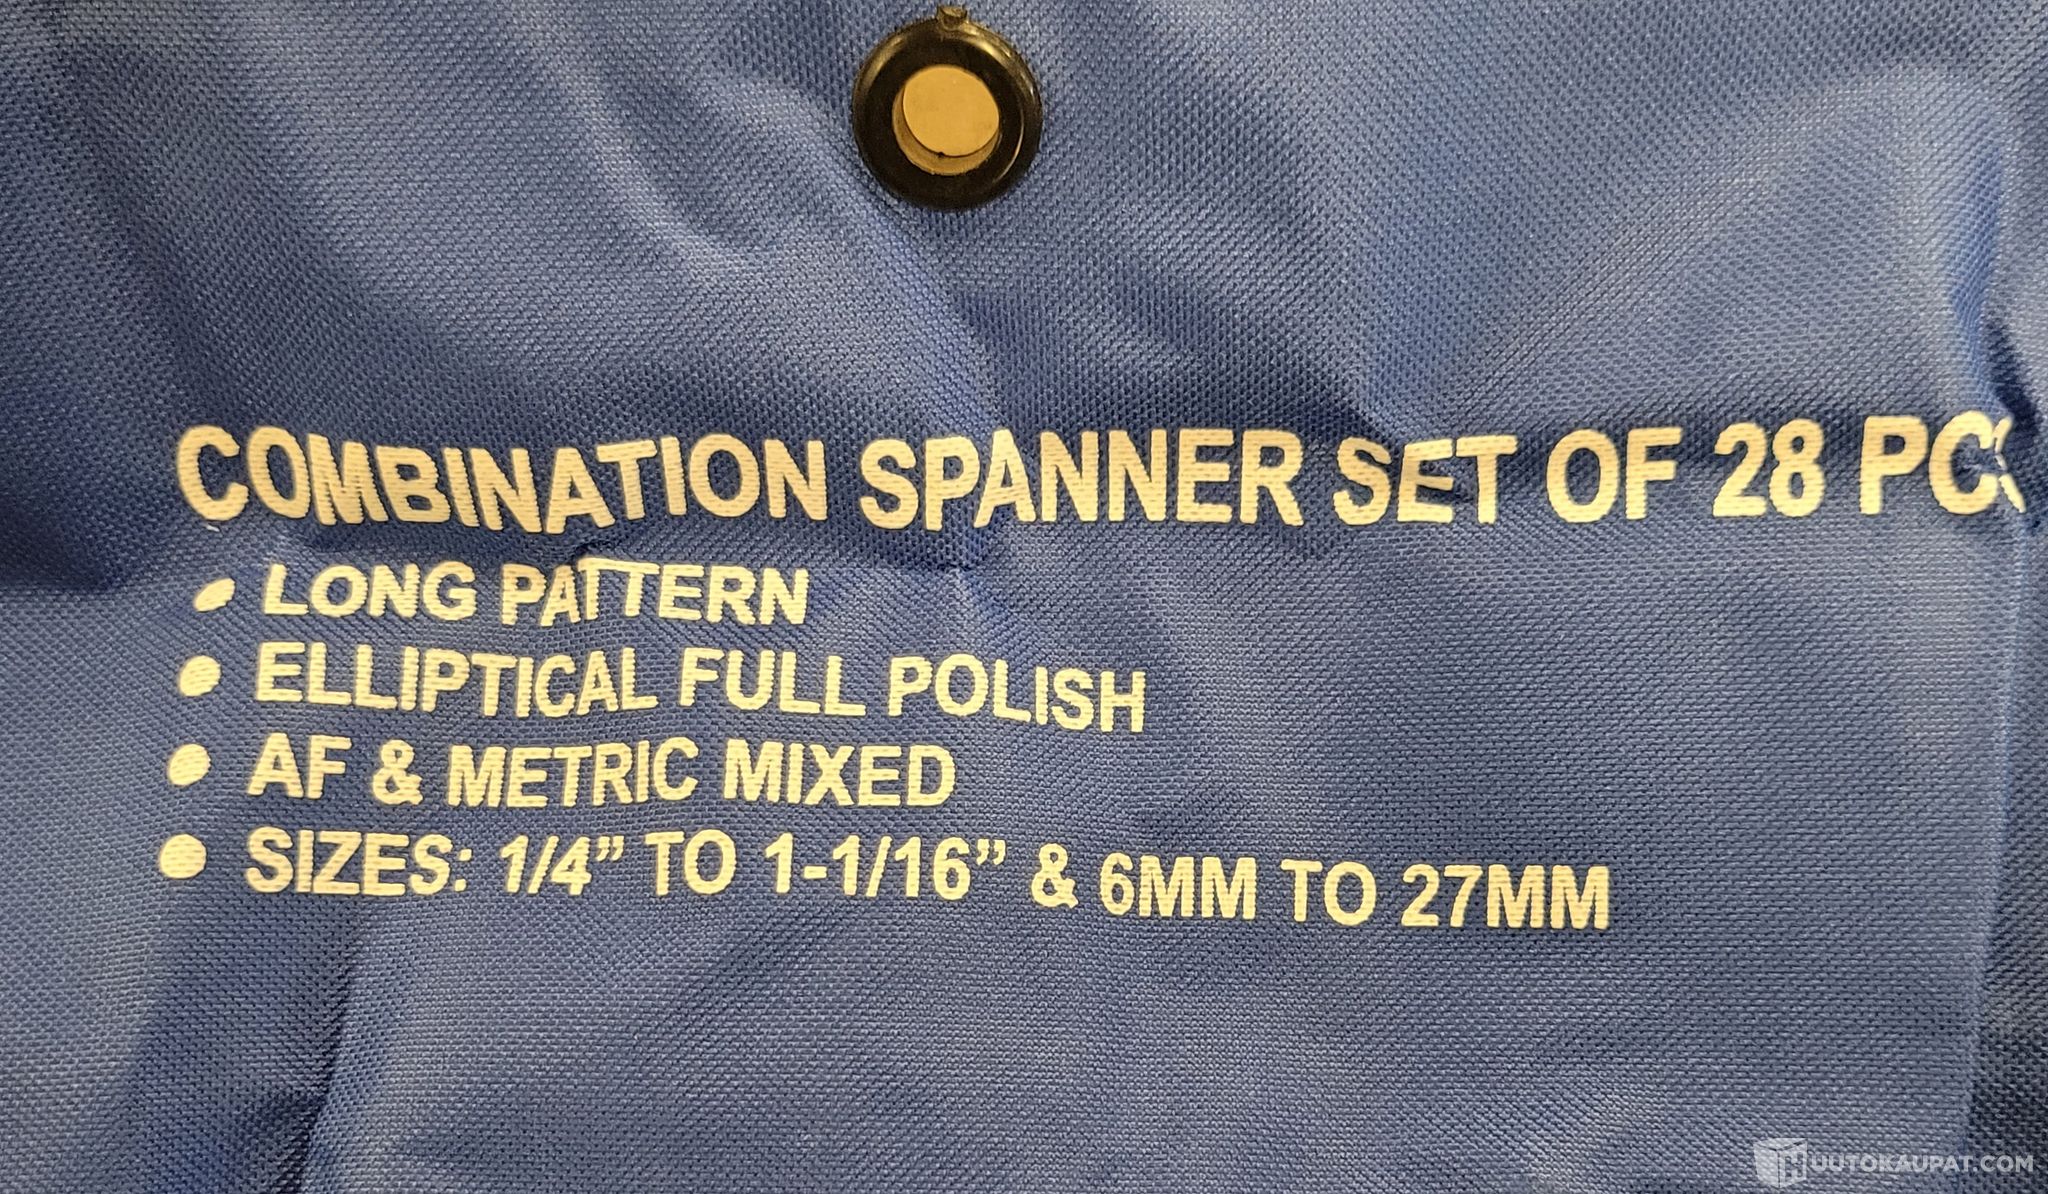 COMBINATION SPANNER SET OF 28 PCS
• LONG PATTERN
• ELLIPTICAL FULL POLISH
• AF & METRIC MIXED
• SIZES: 1/4” TO 1-1/16” & 6MM TO 27MM
HUUTOKAUPAT.COM